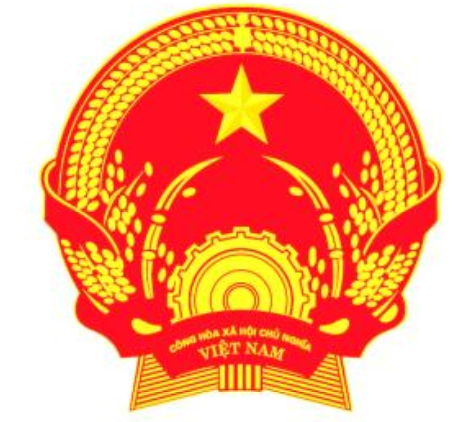 CỘNG HÒA XÃ HỘI CHỦ NGHĨA
VIỆT NAM